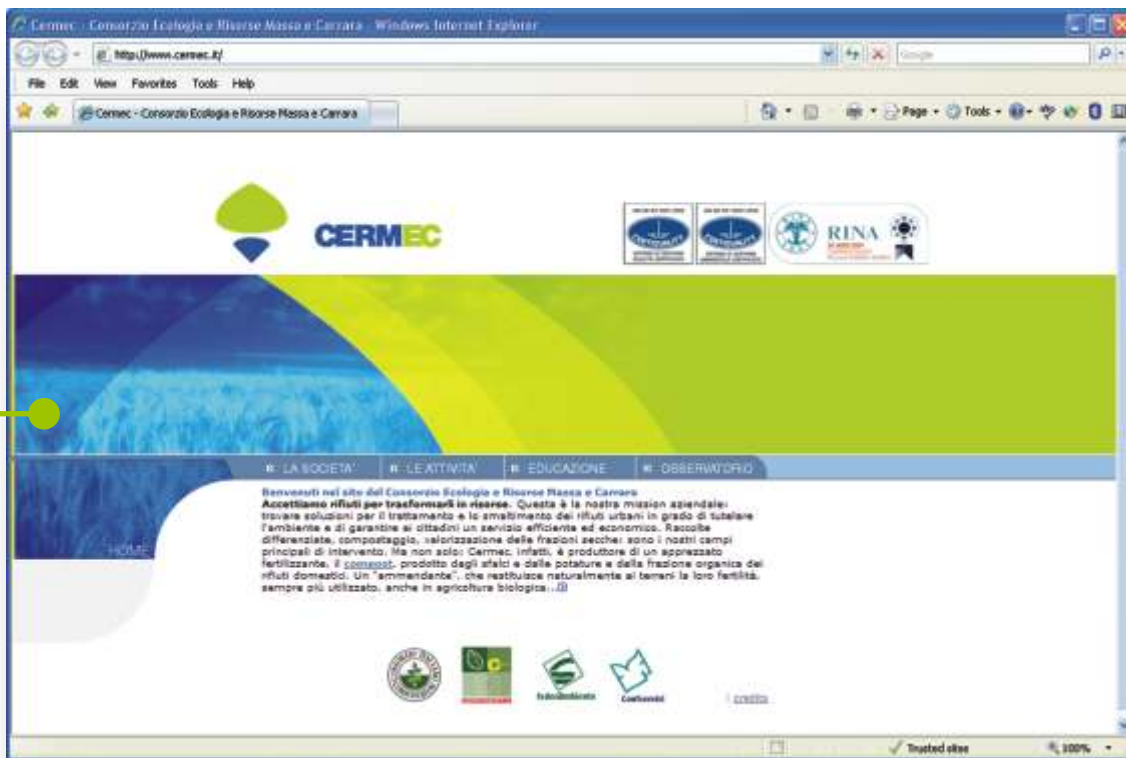 Cermec - Consorzio Ecologia e Risorse Massa e Carrara - Windows Internet Explorer
http://www.cermec.it/
Google
File Edit View Favorites Tools Help
Cermec - Consorzio Ecologia e Risorse Massa e Carrara
Page Tools
CERMEC
CERTIQUALITY CERTIQUALITY
RINA
LA SOCIETA' LE ATTIVITA' EDUCAZIONE OSSERVATORIO
HOME
Benvenuti nel sito del Consorzio Ecologia e Risorse Massa e Carrara
Accettiamo rifiuti per trasformarli in risorse. Questa è la nostra mission aziendale:
trovare soluzioni per il trattamento e lo smaltimento dei rifiuti urbani in grado di tutelare
l'ambiente e di garantire ai cittadini un servizio efficiente ed economico. Raccolte
differenziate, compostaggio, valorizzazione delle frazioni secche: sono i nostri campi
principali di intervento. Ma non solo: Cermec, infatti, è produttore di un apprezzato
fertilizzante, il compost, prodotto dagli sfalci e dalle potature e dalla frazione organica dei
rifiuti domestici. Un "ammendante", che restituisce naturalmente ai terreni la loro fertilità,
sempre più utilizzato, anche in agricoltura biologica...
federambiente
Confservizi
credits
Trusted sites
100%